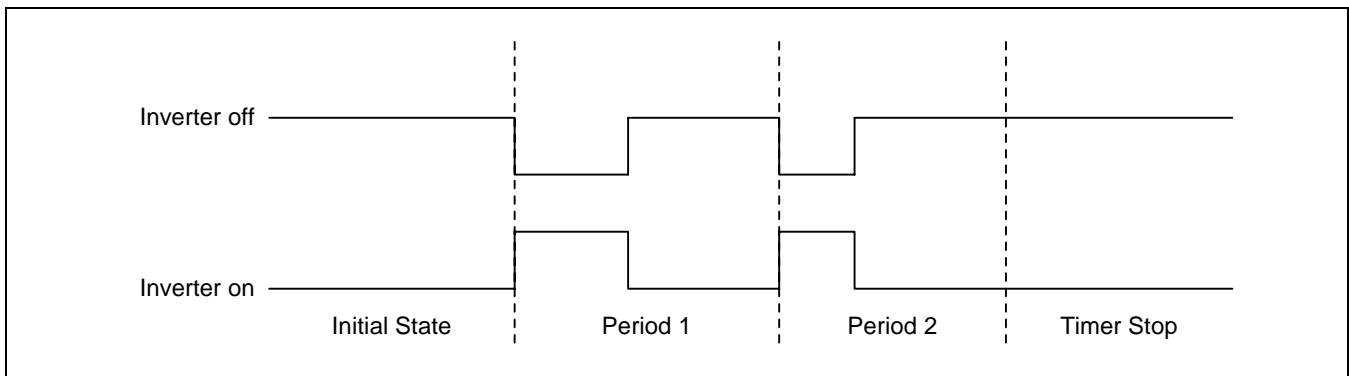 Inverter off
Inverter on
Initial State
Period 1
Period 2
Timer Stop